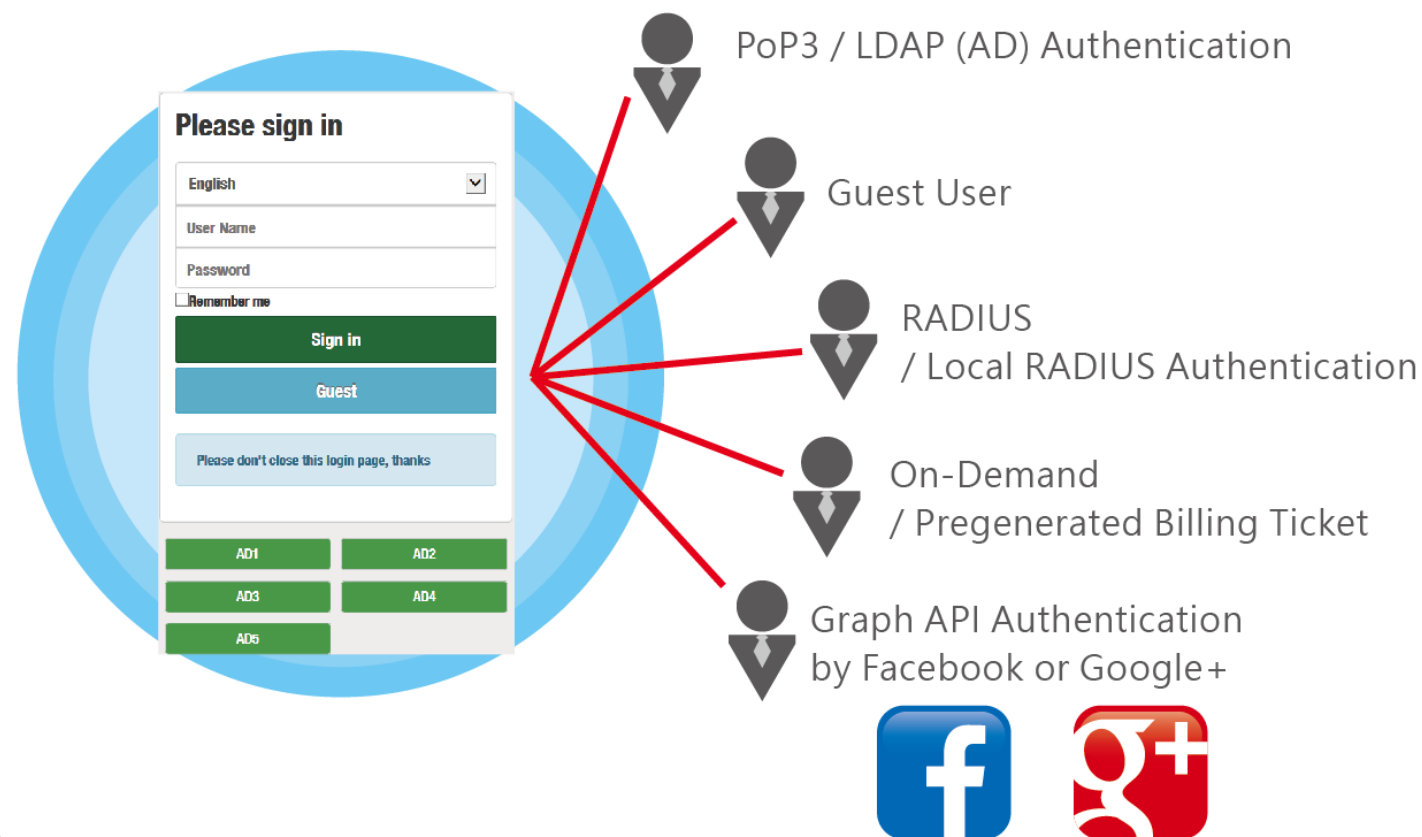 Please sign in
English
User Name
Password
Remember me
Sign in
Guest
Please don't close this login page, thanks
AD1
AD2
AD3
AD4
AD5
PoP3 / LDAP (AD) Authentication
Guest User
RADIUS
/ Local RADIUS Authentication
On-Demand
/ Pregenerated Billing Ticket
Graph API Authentication
by Facebook or Google+
f
g+